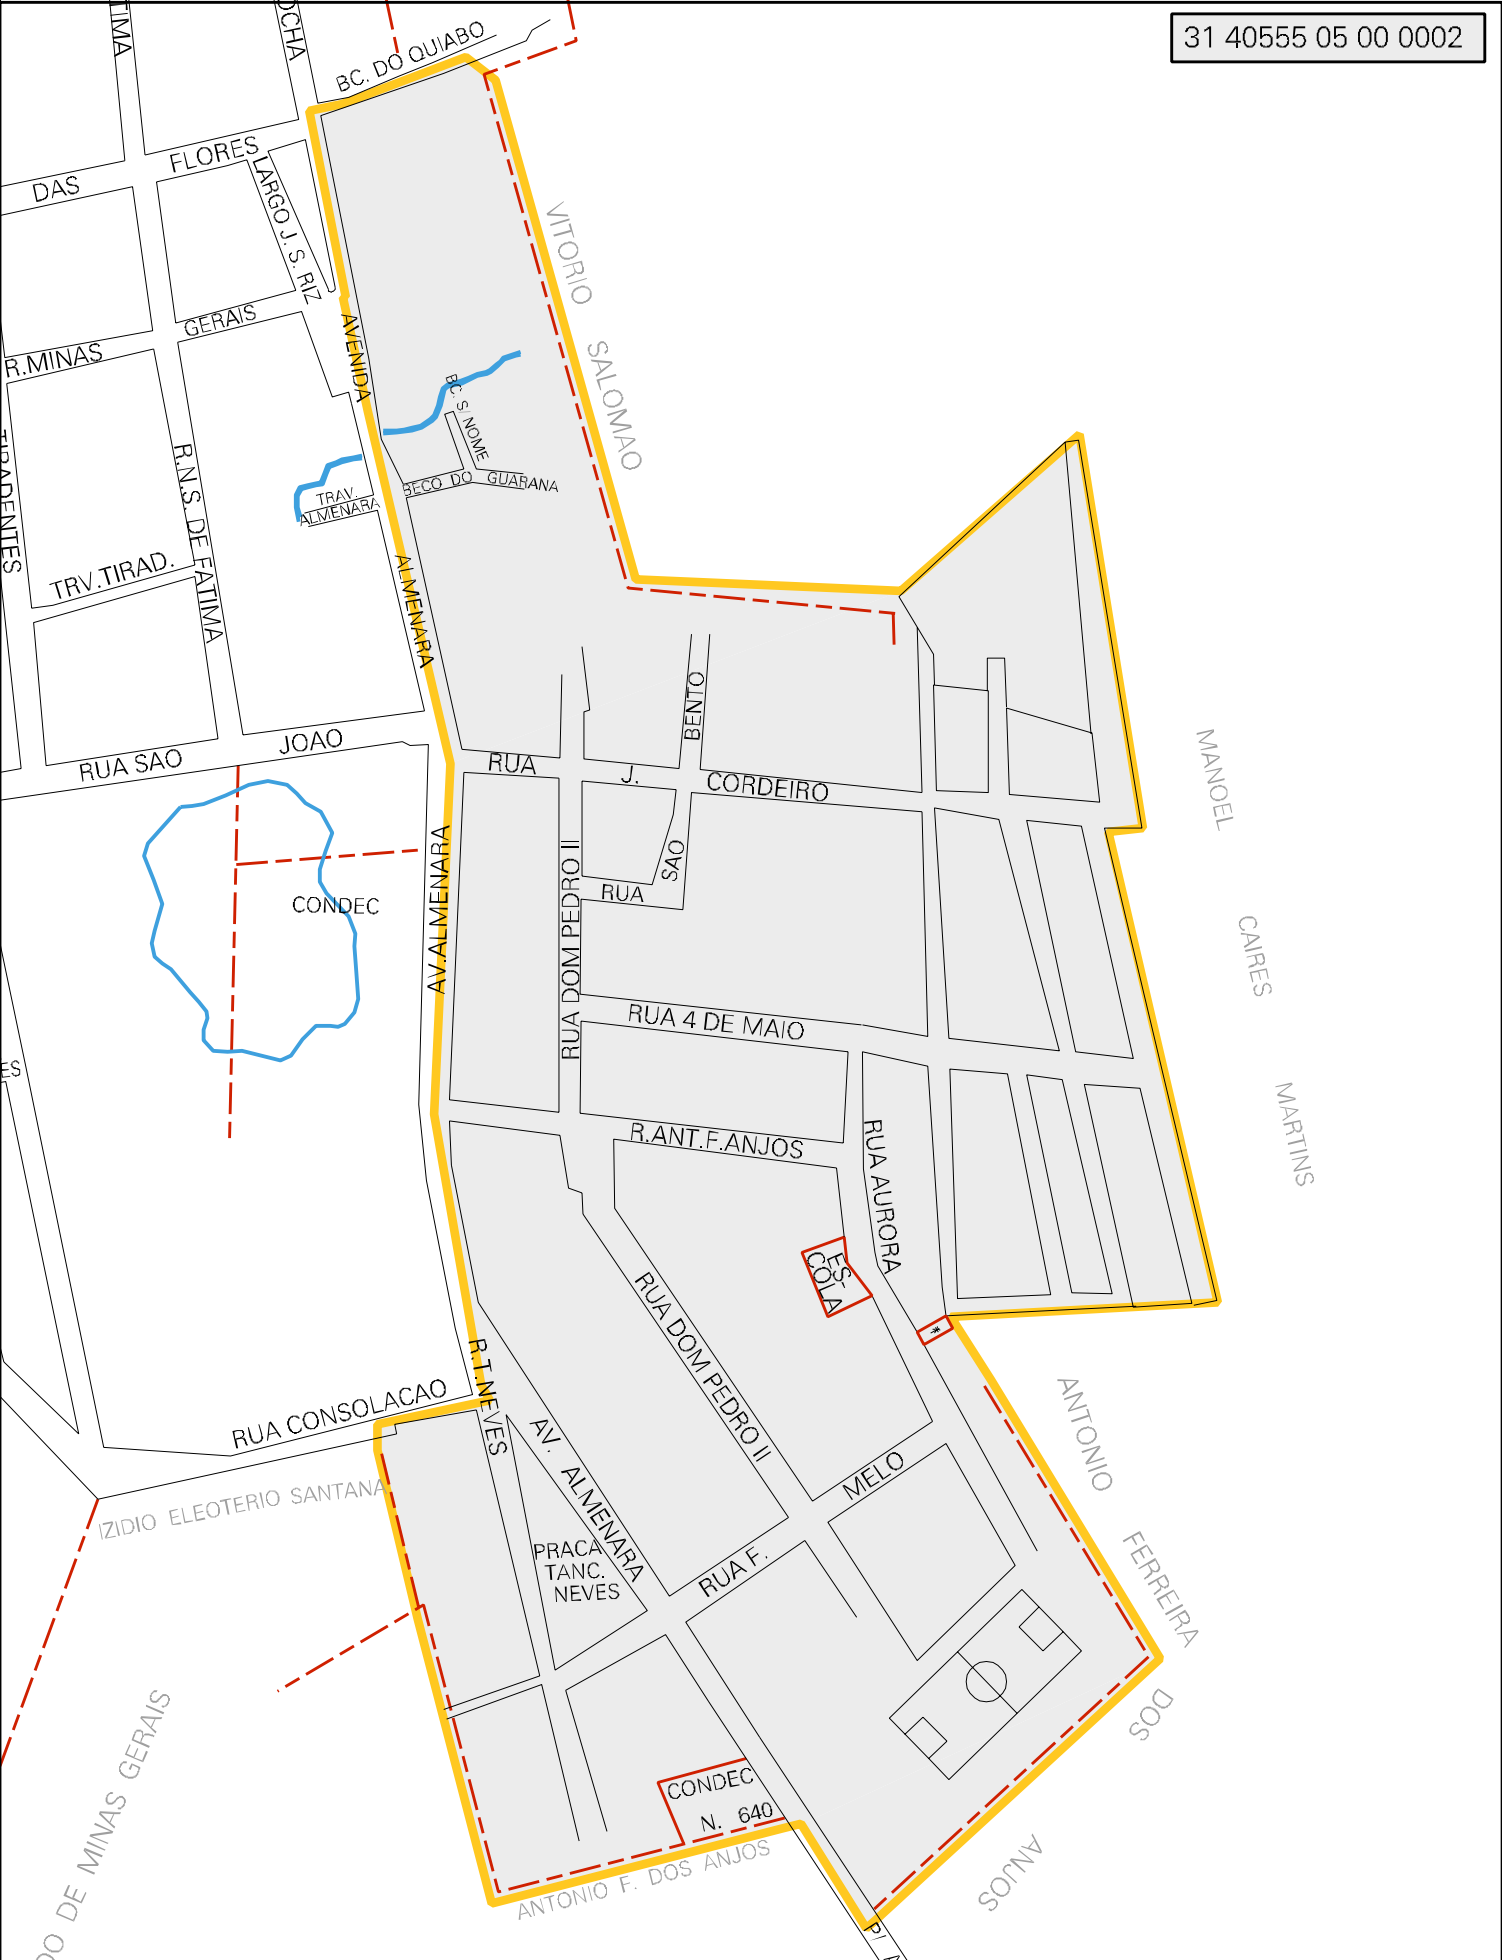 31 40555 05 00 0002
BC. DO QUIABO
DAS
FLORES
LARGO J. S. RIZ
GERAIS
R.MINAS
AVENIDA
VITORIO
SALOMAO
BC. S/ NOME
BECO DO GUARANA
TRAV.
ALMENARA
R.N.S. DE FATIMA
TRV.TIRAD.
ALMENARA
BENTO
RUA SAO
JOAO
RUA
J.
CORDEIRO
MANOEL
AV.ALMENARA
RUA DOM PEDRO II
SAO
RUA
CONDEC
CAIRES
RUA 4 DE MAIO
ES
MARTINS
R.ANT.F.ANJOS
RUA AURORA
ES-
COLA
*
RUA DOM PEDRO II
R.T.NEVES
RUA CONSOLACAO
ANTONIO
AV. ALMENARA
MELO
IZIDIO ELEOTERIO SANTANA
PRACA
TANC.
NEVES
RUA F.
FERREIRA
DOS
DO DE MINAS GERAIS
CONDEC
N. 640
ANTONIO F. DOS ANJOS
ANJOS